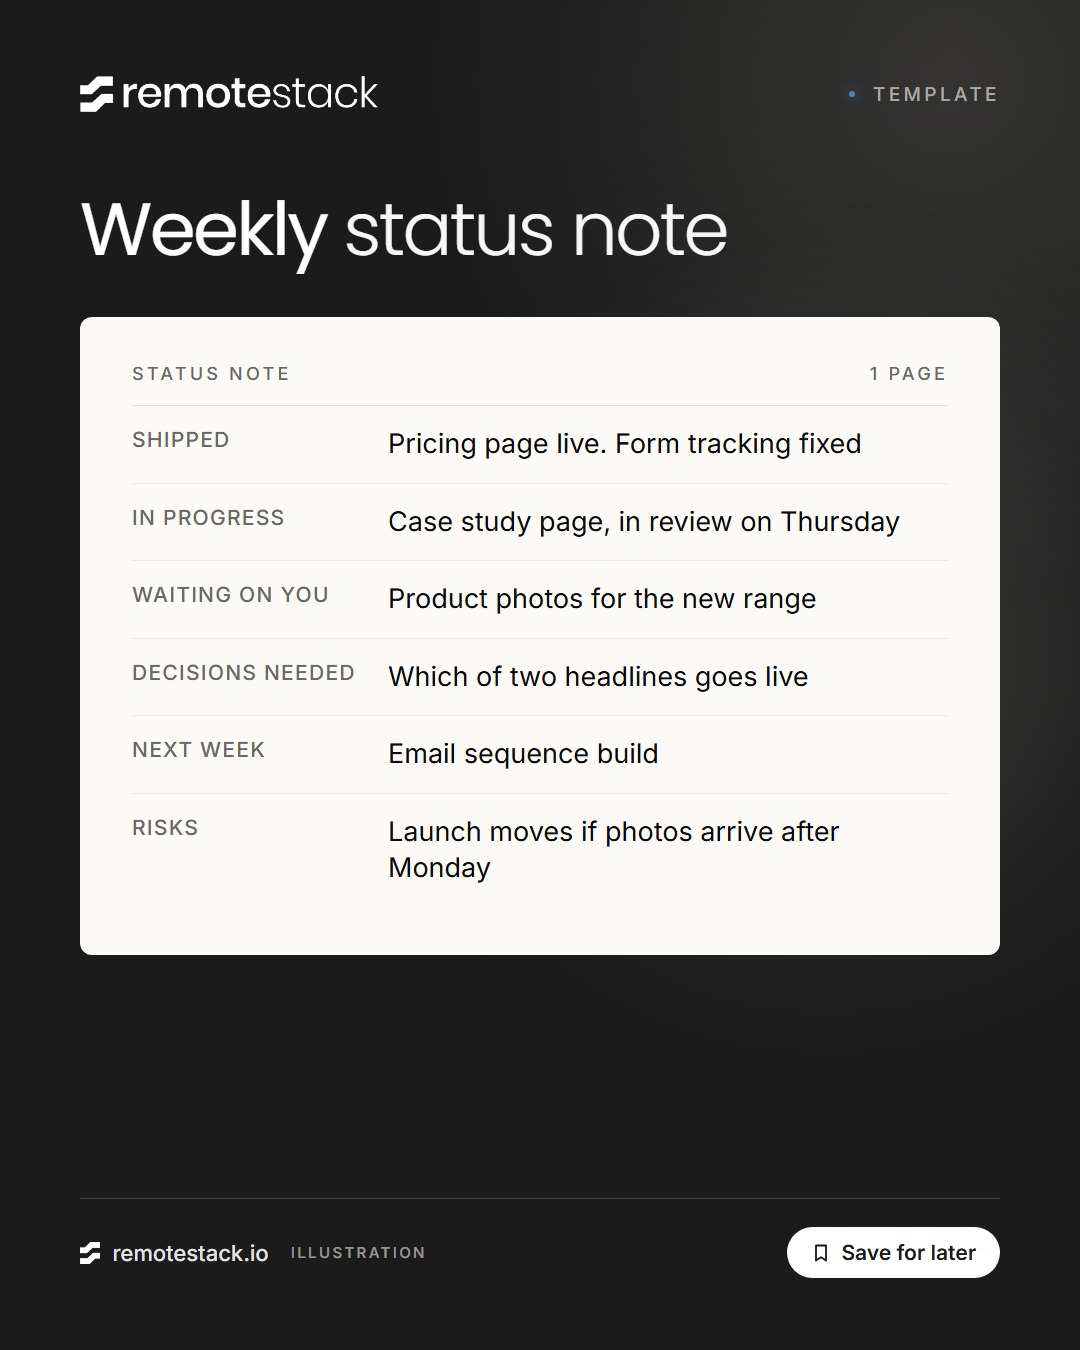 remotestack
TEMPLATE
Weekly status note
STATUS NOTE
1 PAGE
SHIPPED
Pricing page live. Form tracking fixed
IN PROGRESS
Case study page, in review on Thursday
WAITING ON YOU
Product photos for the new range
DECISIONS NEEDED
Which of two headlines goes live
NEXT WEEK
Email sequence build
RISKS
Launch moves if photos arrive after
Monday
remotestack.io
ILLUSTRATION
Save for later